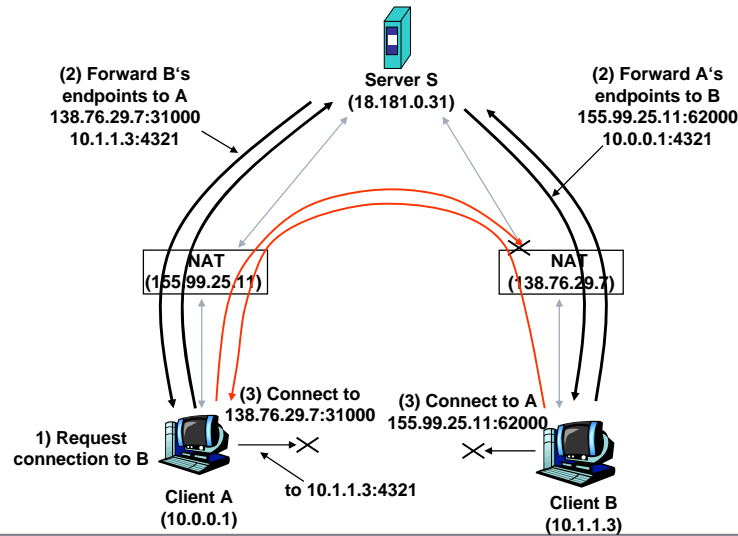 (2) Forward B‘s
endpoints to A
138.76.29.7:31000
10.1.1.3:4321
Server S
(18.181.0.31)
(2) Forward A‘s
endpoints to B
155.99.25.11:62000
10.0.0.1:4321
NAT
(155.99.25.11)
NAT
(138.76.29.7)
1) Request
connection to B
(3) Connect to
138.76.29.7:31000
to 10.1.1.3:4321
(3) Connect to A
155.99.25.11:62000
Client A
(10.0.0.1)
Client B
(10.1.1.3)